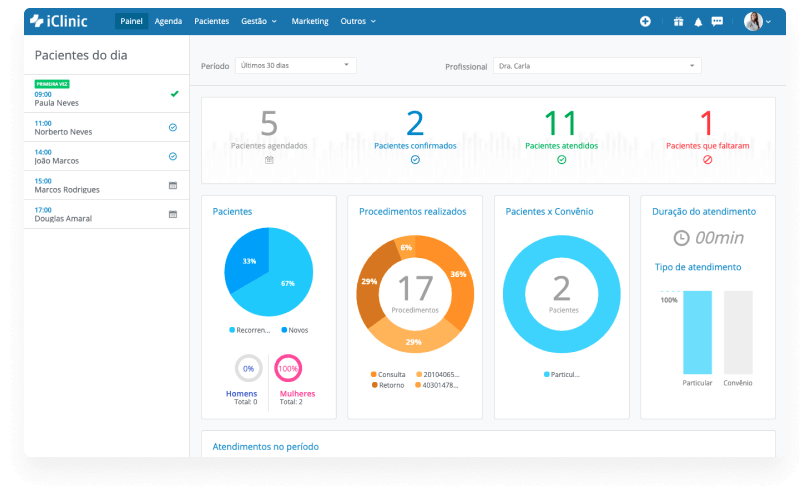 iClinic
Painel Agenda Pacientes Gestão Marketing Outros
Pacientes do dia
PRIMEIRA VEZ
09:00
Paula Neves
11:00
Norberto Neves
14:00
João Marcos
15:00
Marcos Rodrigues
17:00
Douglas Amaral
Período Últimos 30 dias Profissional Dra. Carla
5
Pacientes agendados
2
Pacientes confirmados
11
Pacientes atendidos
1
Pacientes que faltaram
Pacientes
33%
67%
Recorren... Novos
0%
Homens
Total: 0
100%
Mulheres
Total: 2
Procedimentos realizados
6%
36%
29%
29%
17
Procedimentos
Consulta 20104065...
Retorno 40301478...
Pacientes x Convênio
2
Pacientes
Particul...
Duração do atendimento
00min
Tipo de atendimento
100%
Particular Convênio
Atendimentos no período